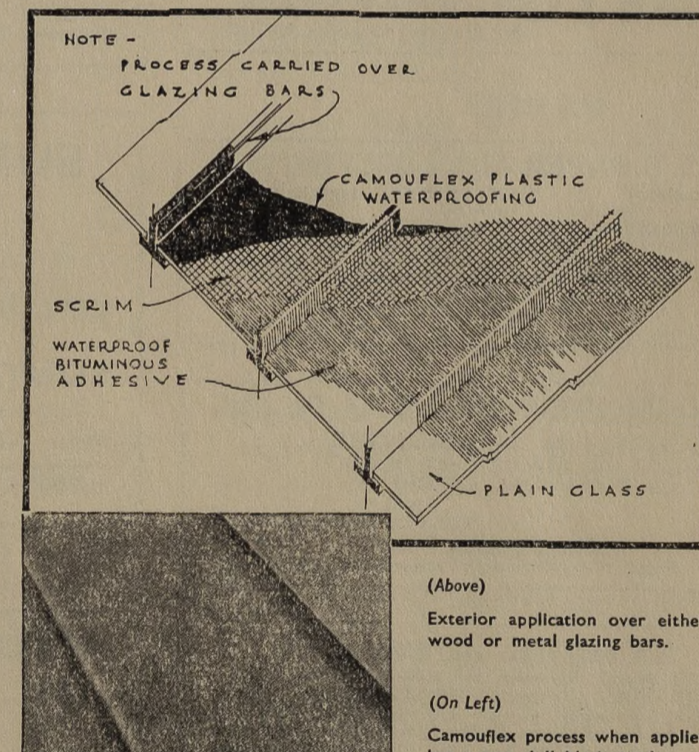 NOTE -
PROCESS CARRIED OVER
GLAZING BARS
CAMOUFLEX PLASTIC
WATERPROOFING
SCRIM
WATERPROOF
BITUMINOUS
ADHESIVE
PLAIN GLASS
(Above)
Exterior application over eithe
wood or metal glazing bars.
(On Left)
Camouflex process when applie